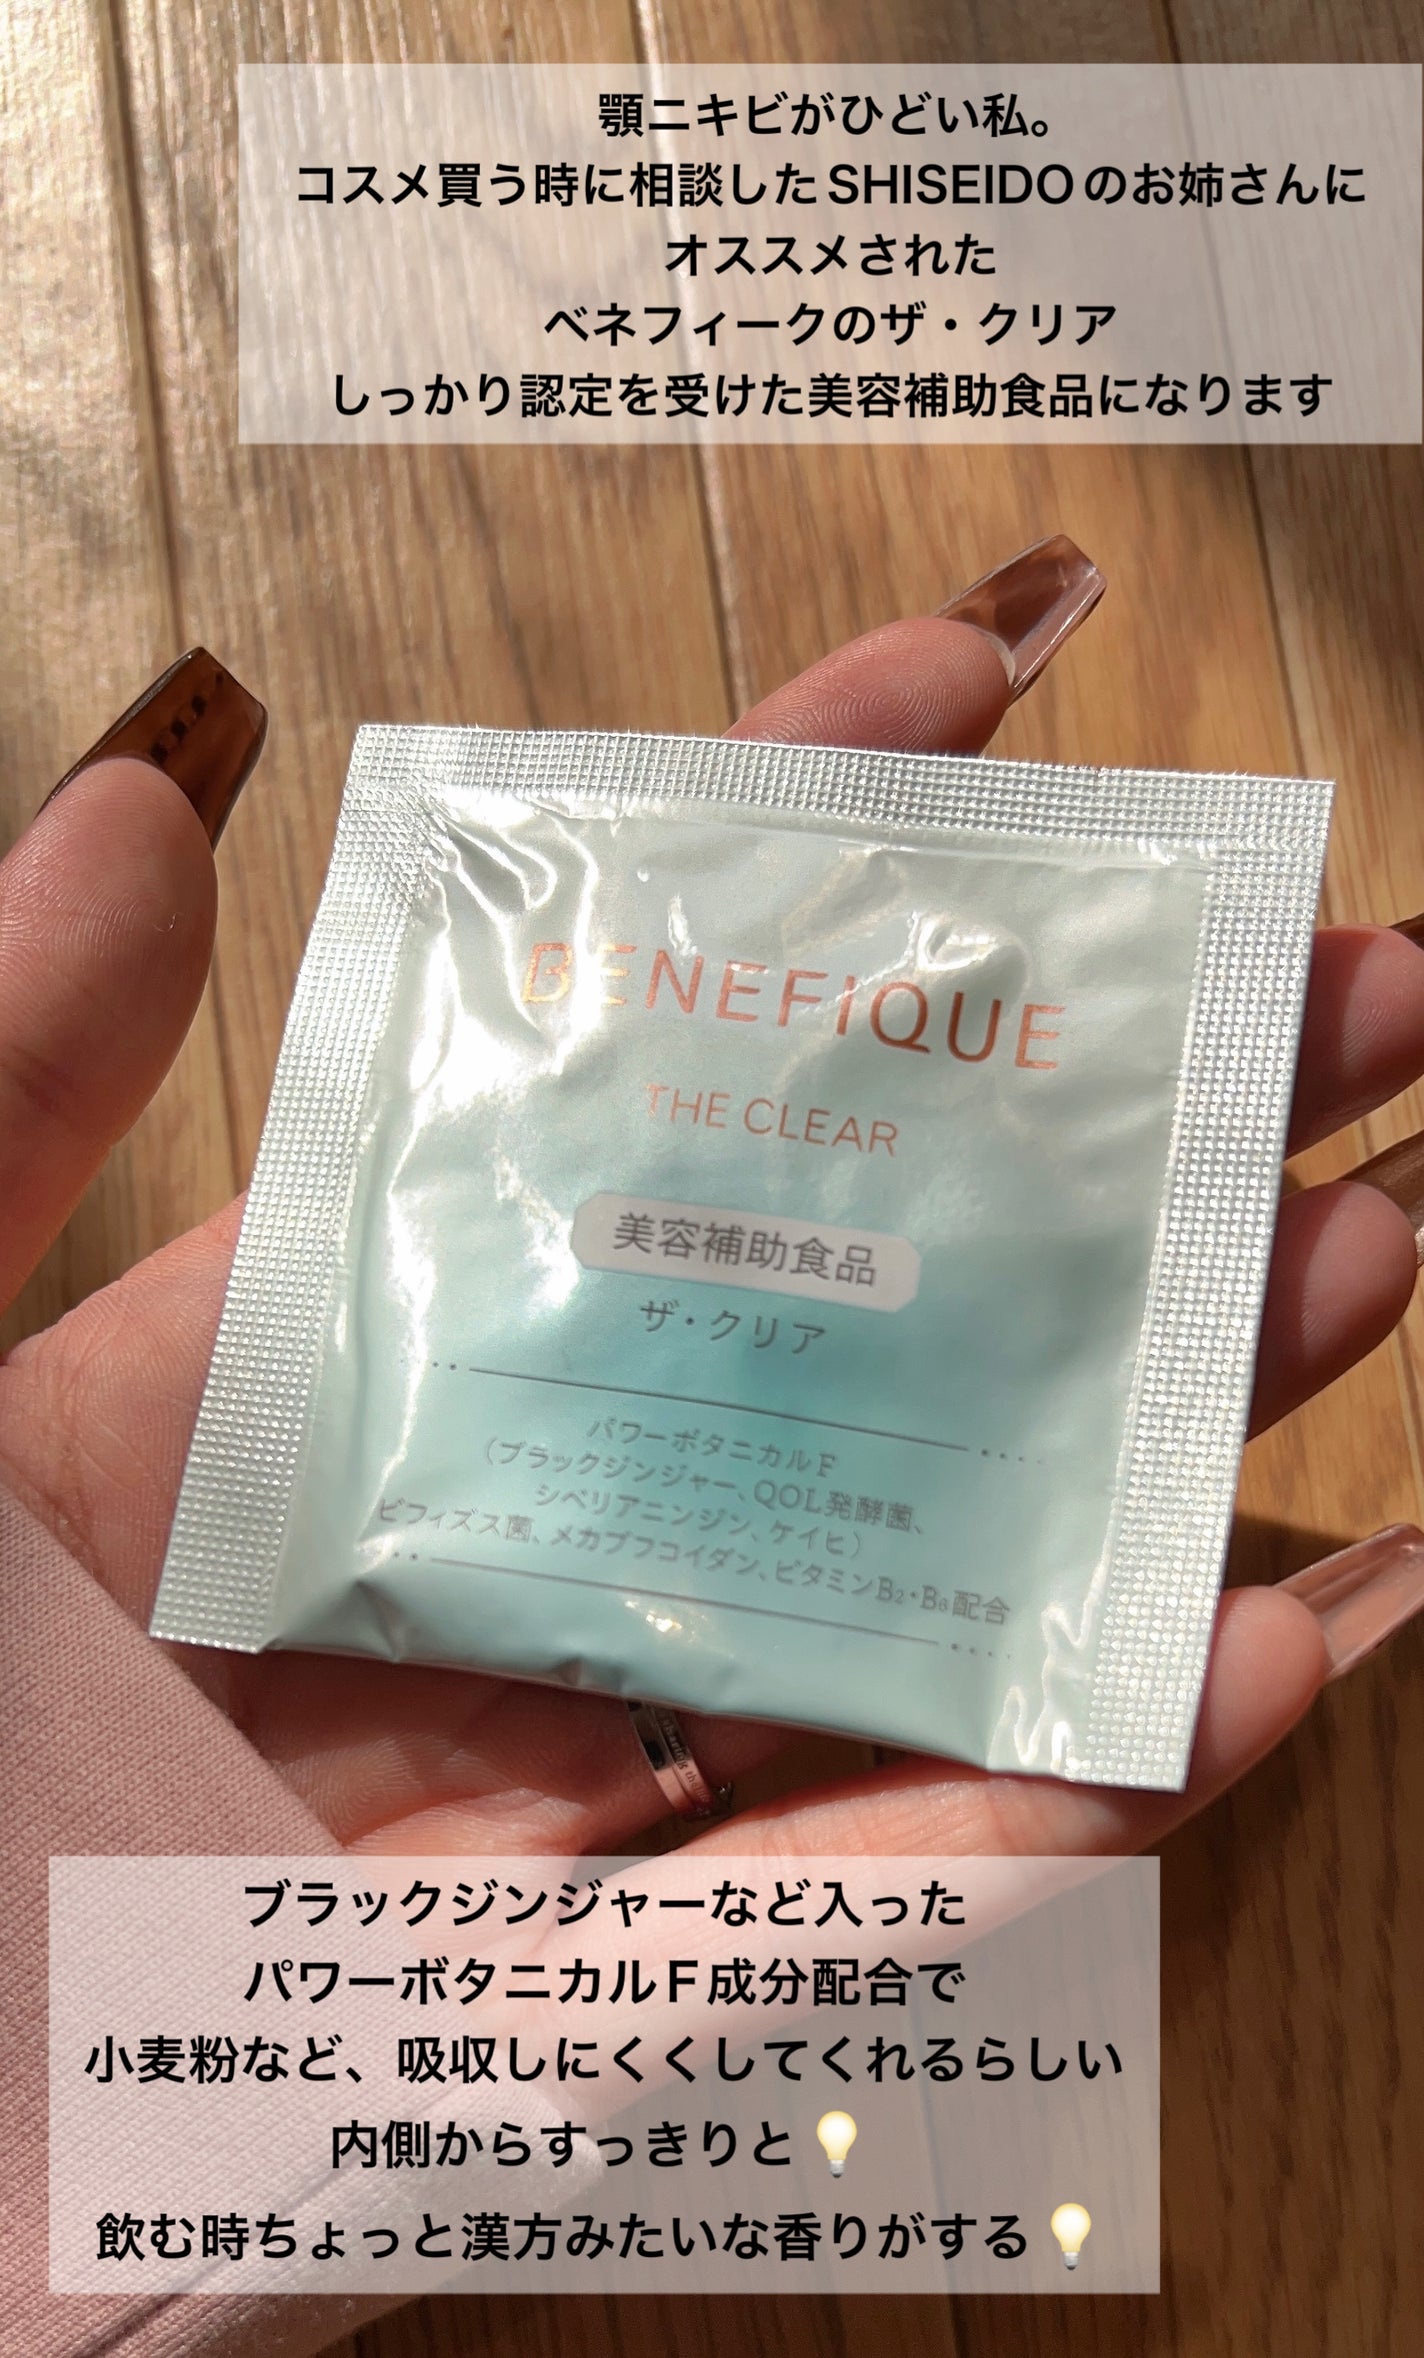 顎ニキビがひどい私。
コスメ買う時に相談したSHISEIDOのお姉さんに
オススメされた
ベネフィークのザ・クリア
しっかり認定を受けた美容補助食品になります
BENEFIQUE
THE CLEAR
美容補助食品
ザ・クリア
パワーボタニカルF
(ブラックジンジャー、QOL発酵菌、
シベリアニンジン、ケイヒ)
ビフィズス菌、メカブフコイダン、ビタミンB2・B6配合
ブラックジンジャーなど入った
パワーボタニカルF成分配合で
小麦粉など、吸収しにくくしてくれるらしい
内側からすっきりと💡
飲む時ちょっと漢方みたいな香りがする💡